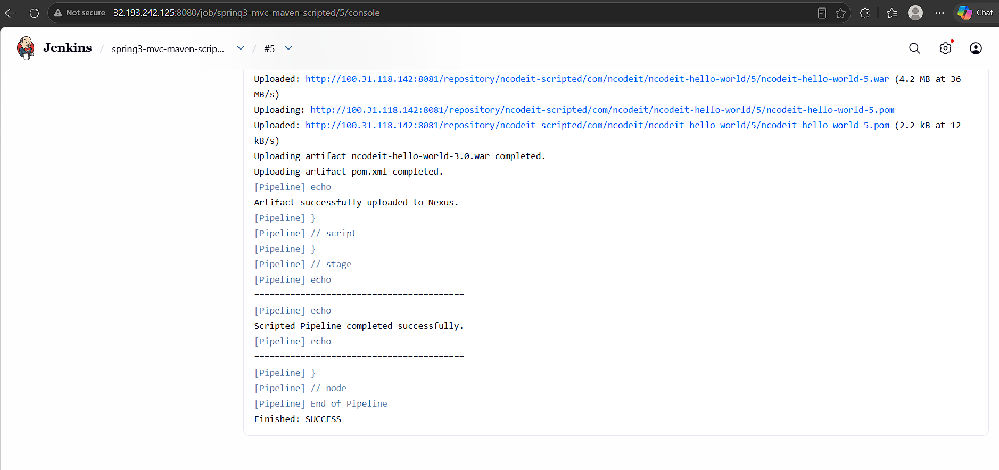 Not secure 32.193.242.125:8080/job/spring3-mvc-maven-scripted/5/console Chat
Jenkins / spring3-mvc-maven-scrip... / #5
Uploaded: http://100.31.118.142:8081/repository/ncodeit-scripted/com/ncodeit/ncodeit-hello-world/5/ncodeit-hello-world-5.war (4.2 MB at 36
MB/s)
Uploading: http://100.31.118.142:8081/repository/ncodeit-scripted/com/ncodeit/ncodeit-hello-world/5/ncodeit-hello-world-5.pom
Uploaded: http://100.31.118.142:8081/repository/ncodeit-scripted/com/ncodeit/ncodeit-hello-world/5/ncodeit-hello-world-5.pom (2.2 kB at 12
kB/s)
Uploading artifact ncodeit-hello-world-3.0.war completed.
Uploading artifact pom.xml completed.
[Pipeline] echo
Artifact successfully uploaded to Nexus.
[Pipeline] }
[Pipeline] // script
[Pipeline] }
[Pipeline] // stage
[Pipeline] echo
=========================================
[Pipeline] echo
Scripted Pipeline completed successfully.
[Pipeline] echo
=========================================
[Pipeline] }
[Pipeline] // node
[Pipeline] End of Pipeline
Finished: SUCCESS